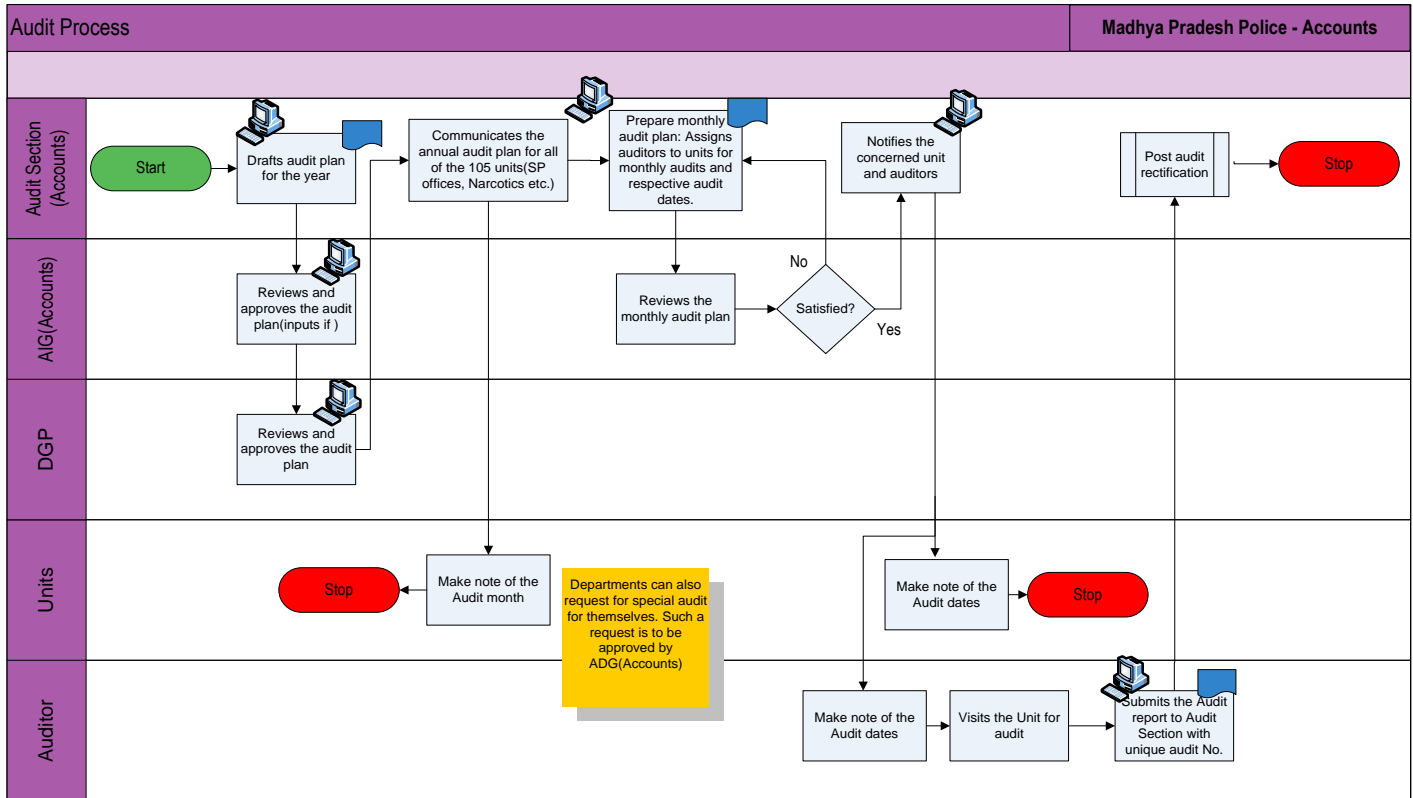 Audit Process
Madhya Pradesh Police - Accounts
Audit Section
(Accounts)
Start
Drafts audit plan
for the year
Communicates the
annual audit plan for all
of the 105 units(SP
offices, Narcotics etc.)
Prepare monthly
audit plan: Assigns
auditors to units for
monthly audits and
respective audit
dates.
Notifies the
concerned unit
and auditors
Post audit
rectification
Stop
AIG(Accounts)
Reviews and
approves the audit
plan(inputs if )
Reviews the
monthly audit plan
No
Satisfied?
Yes
DGP
Reviews and
approves the audit
plan
Units
Stop
Make note of the
Audit month
Departments can also
request for special audit
for themselves. Such a
request is to be
approved by
ADG(Accounts)
Make note of the
Audit dates
Stop
Auditor
Make note of the
Audit dates
Visits the Unit for
audit
Submits the Audit
report to Audit
Section with
unique audit No.